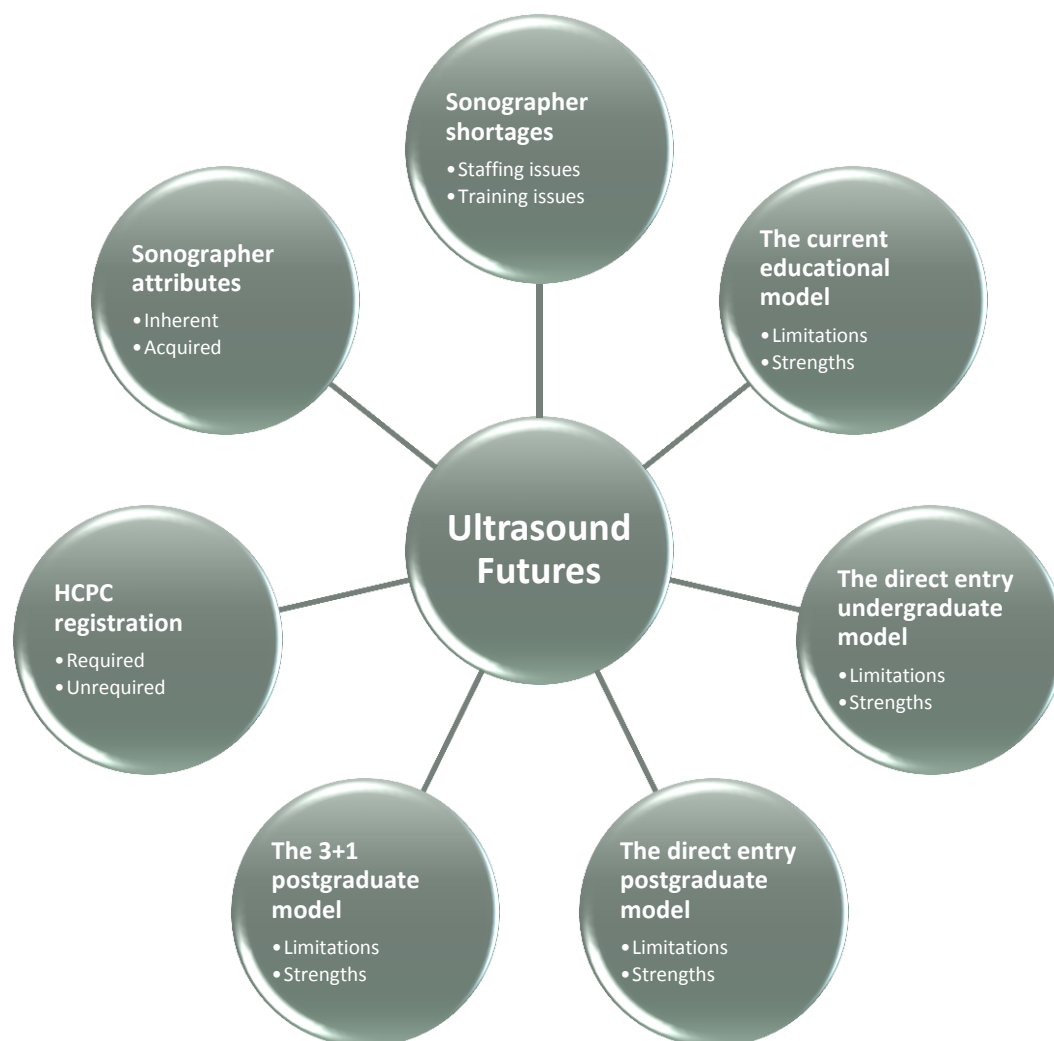 Sonographer
shortages
•Staffing issues
•Training issues
The current
educational
model
•Limitations
•Strengths
The direct entry
undergraduate
model
•Limitations
•Strengths
The direct entry
postgraduate
model
•Limitations
•Strengths
The 3+1
postgraduate
model
•Limitations
•Strengths
HCPC
registration
•Required
•Unrequired
Sonographer
attributes
•Inherent
•Acquired
Ultrasound
Futures